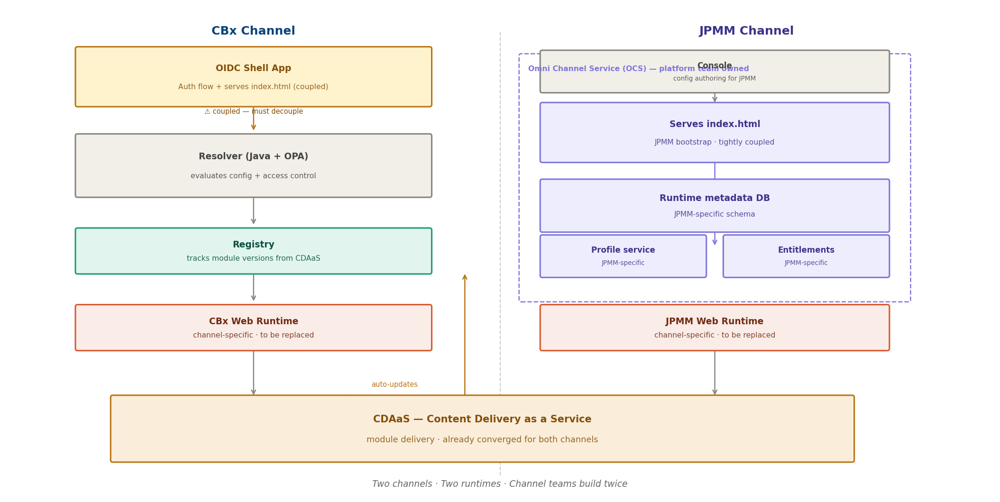 CBx Channel
OIDC Shell App
Auth flow + serves index.html (coupled)
⚠ coupled — must decouple
Resolver (Java + OPA)
evaluates config + access control
Registry
tracks module versions from CDAaS
CBx Web Runtime
channel-specific · to be replaced
auto-updates
JPMM Channel
Console
Omni Channel Service (OCS) — platform team owned
config authoring for JPMM
Serves index.html
JPMM bootstrap · tightly coupled
Runtime metadata DB
JPMM-specific schema
Profile service
JPMM-specific
Entitlements
JPMM-specific
JPMM Web Runtime
channel-specific · to be replaced
CDAaS — Content Delivery as a Service
module delivery · already converged for both channels
Two channels · Two runtimes · Channel teams build twice